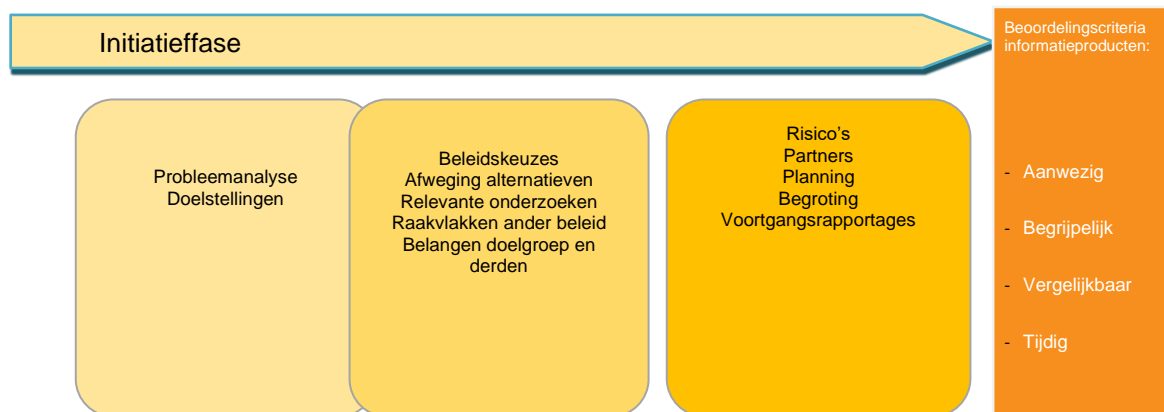 Initiatieffase
Probleemanalyse
Doelstellingen
Beleidskeuzes
Afweging alternatieven
Relevante onderzoeken
Raakvlakken ander beleid
Belangen doelgroep en
derden
Risico’s
Partners
Planning
Begroting
Voortgangsrapportages
Beoordelingscriteria
informatieproducten:
- Aanwezig
- Begrijpelijk
- Vergelijkbaar
- Tijdig